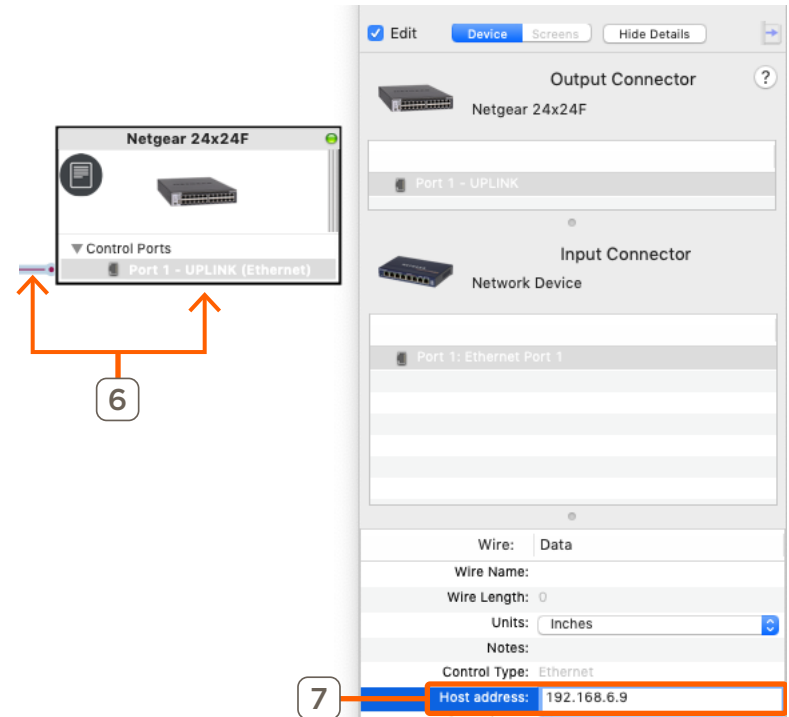 Edit
Device
Screens
Hide Details
Output Connector
?
Netgear 24x24F
Port 1 - UPLINK
Input Connector
Network Device
Port 1: Ethernet Port 1
Wire: Data
Wire Name:
Wire Length: 0
Units: Inches
Notes:
Control Type: Ethernet
Host address: 192.168.6.9
Netgear 24x24F
Control Ports
Port 1 - UPLINK (Ethernet)
6
7